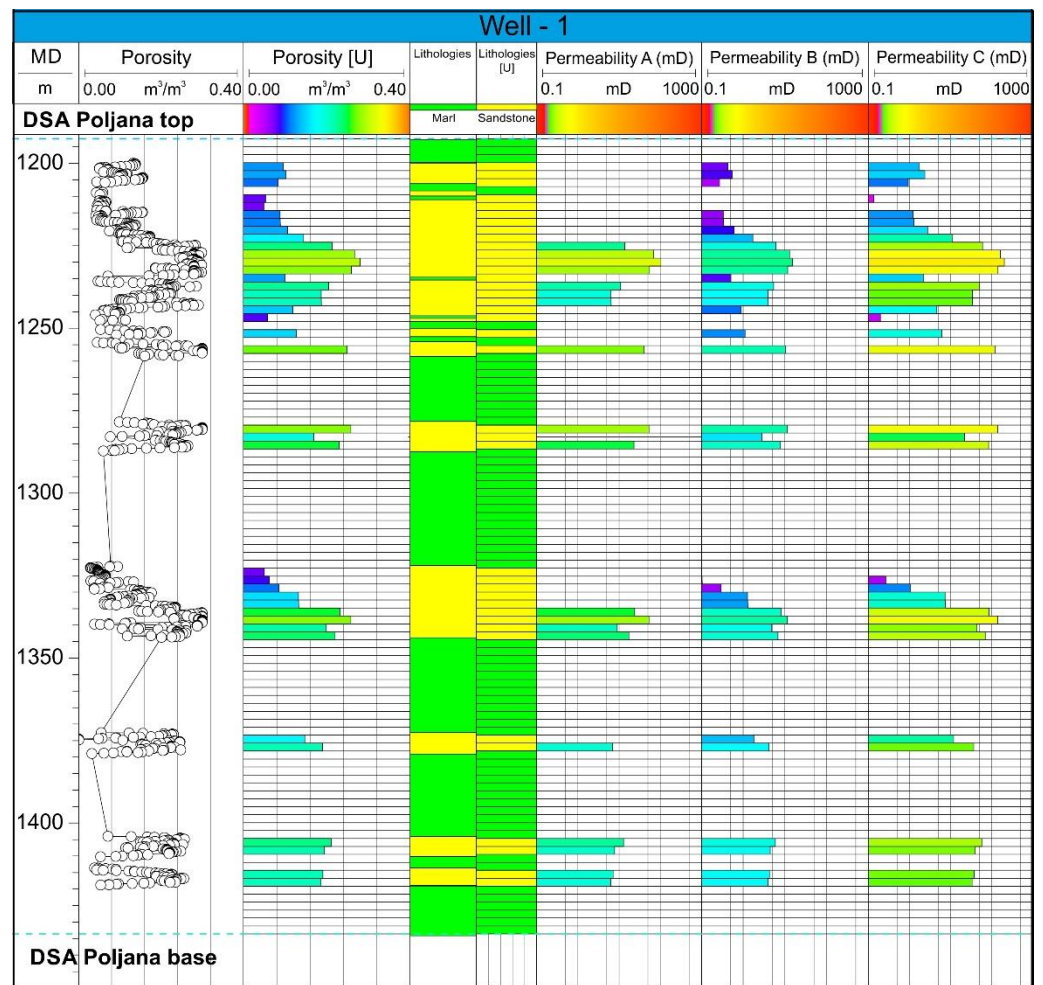 Well - 1
MD Porosity Porosity [U] Lithologies Lithologies [U] Permeability A (mD) Permebability B (mD) Permebability C (mD)
m 0.00 m³/m³ 0.40 0.00 m³/m³ 0.40 0.1 mD 1000 0.1 mD 1000 0.1 mD 1000
DSA Poljana top Marl Sandstone
1200
1250
1300
1350
1400
DSA Poljana base